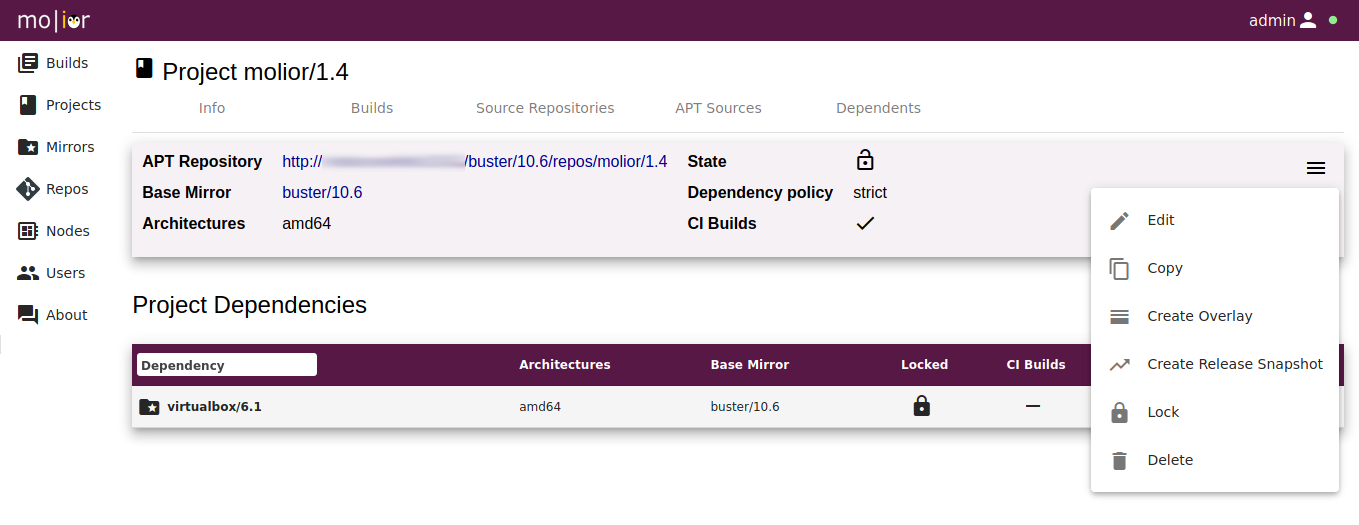 molior
admin
Builds
Projects
Mirrors
Repos
Nodes
Users
About
Project molior/1.4
Info Builds Source Repositories APT Sources Dependents
APT Repository http:// /buster/10.6/repos/molior/1.4 State
Base Mirror buster/10.6 Dependency policy strict
Architectures amd64 CI Builds
Edit
Copy
Create Overlay
Create Release Snapshot
Lock
Delete
Project Dependencies
Dependency Architectures Base Mirror Locked CI Builds
virtualbox/6.1 amd64 buster/10.6